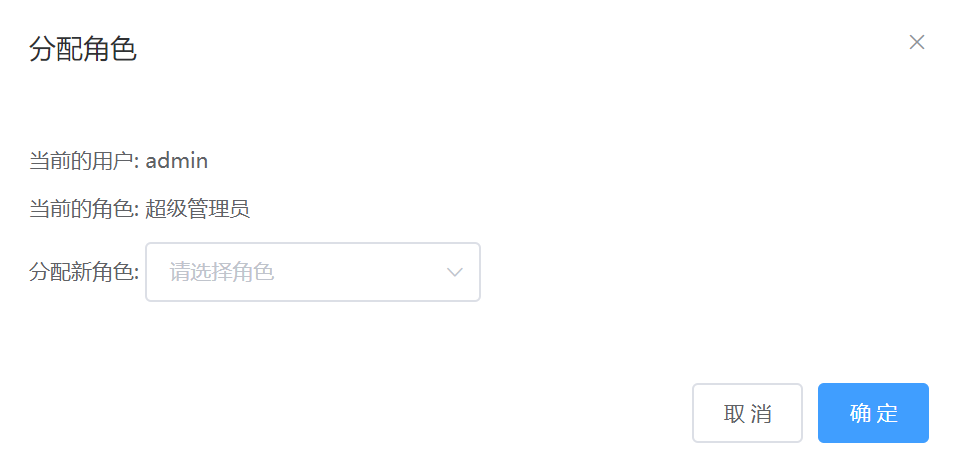 分配角色
当前的用户: admin
当前的角色: 超级管理员
分配新角色: 请选择角色
取消 确定